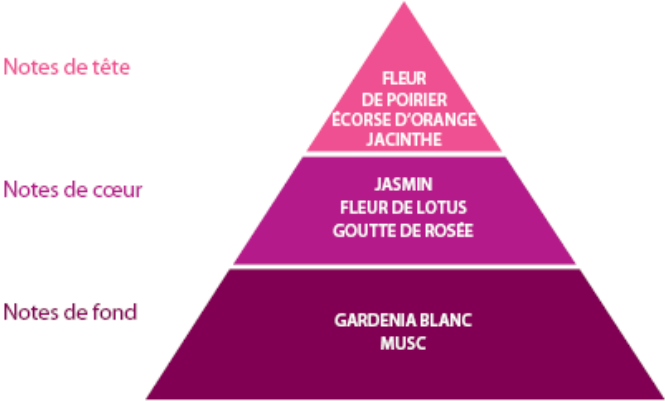 Notes de tête
FLEUR
DE POIRIER
ÉCORSE D'ORANGE
JACINTHE
Notes de cœur
JASMIN
FLEUR DE LOTUS
GOUTTE DE ROSÉE
Notes de fond
GARDENIA BLANC
MUSC